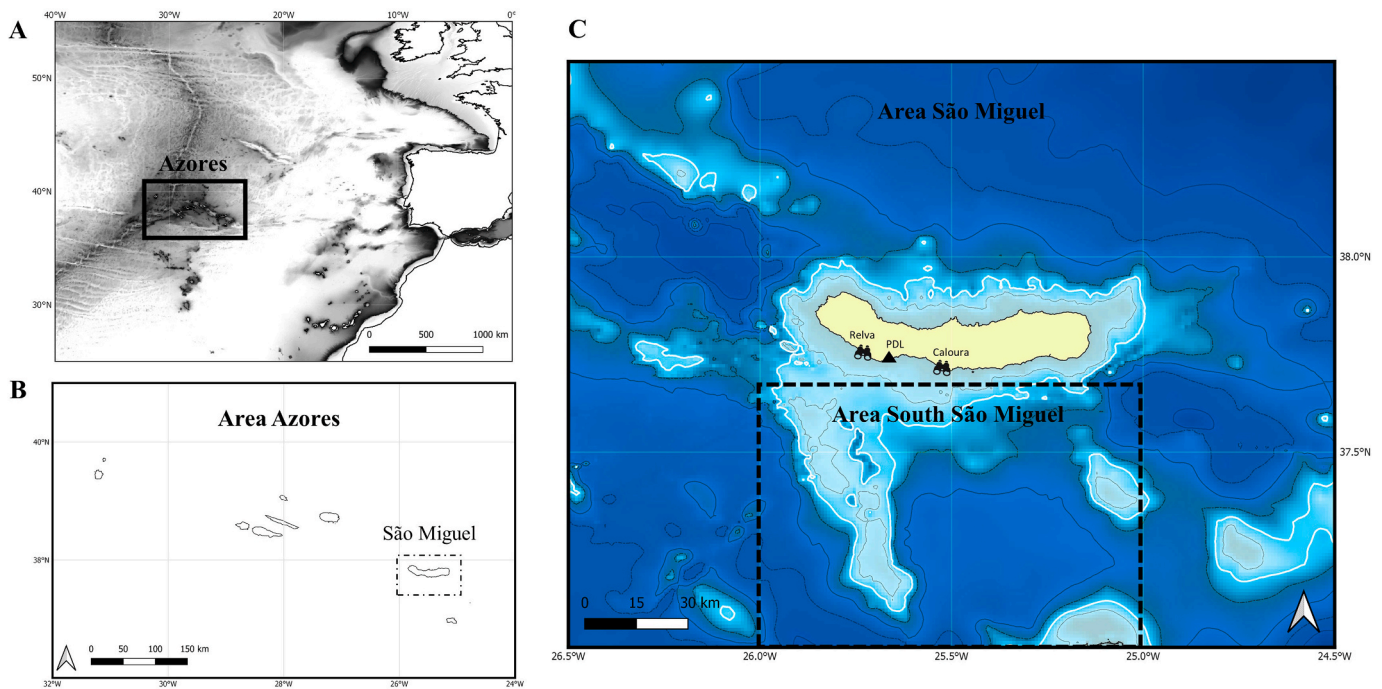 A
40°W 30°W 20°W 10°W 0°
50°N
Azores
40°N
30°N
0 500 1000 km
B
Area Azores
40°N
São Miguel
38°N
0 50 100 150 km
32°W 30°W 28°W 26°W 24°W
C
Area São Miguel
38.0°N
Relva
PDL
Caloura
Area South São Miguel
37.5°N
0 15 30 km
26.5°W 26.0°W 25.5°W 25.0°W 24.5°W